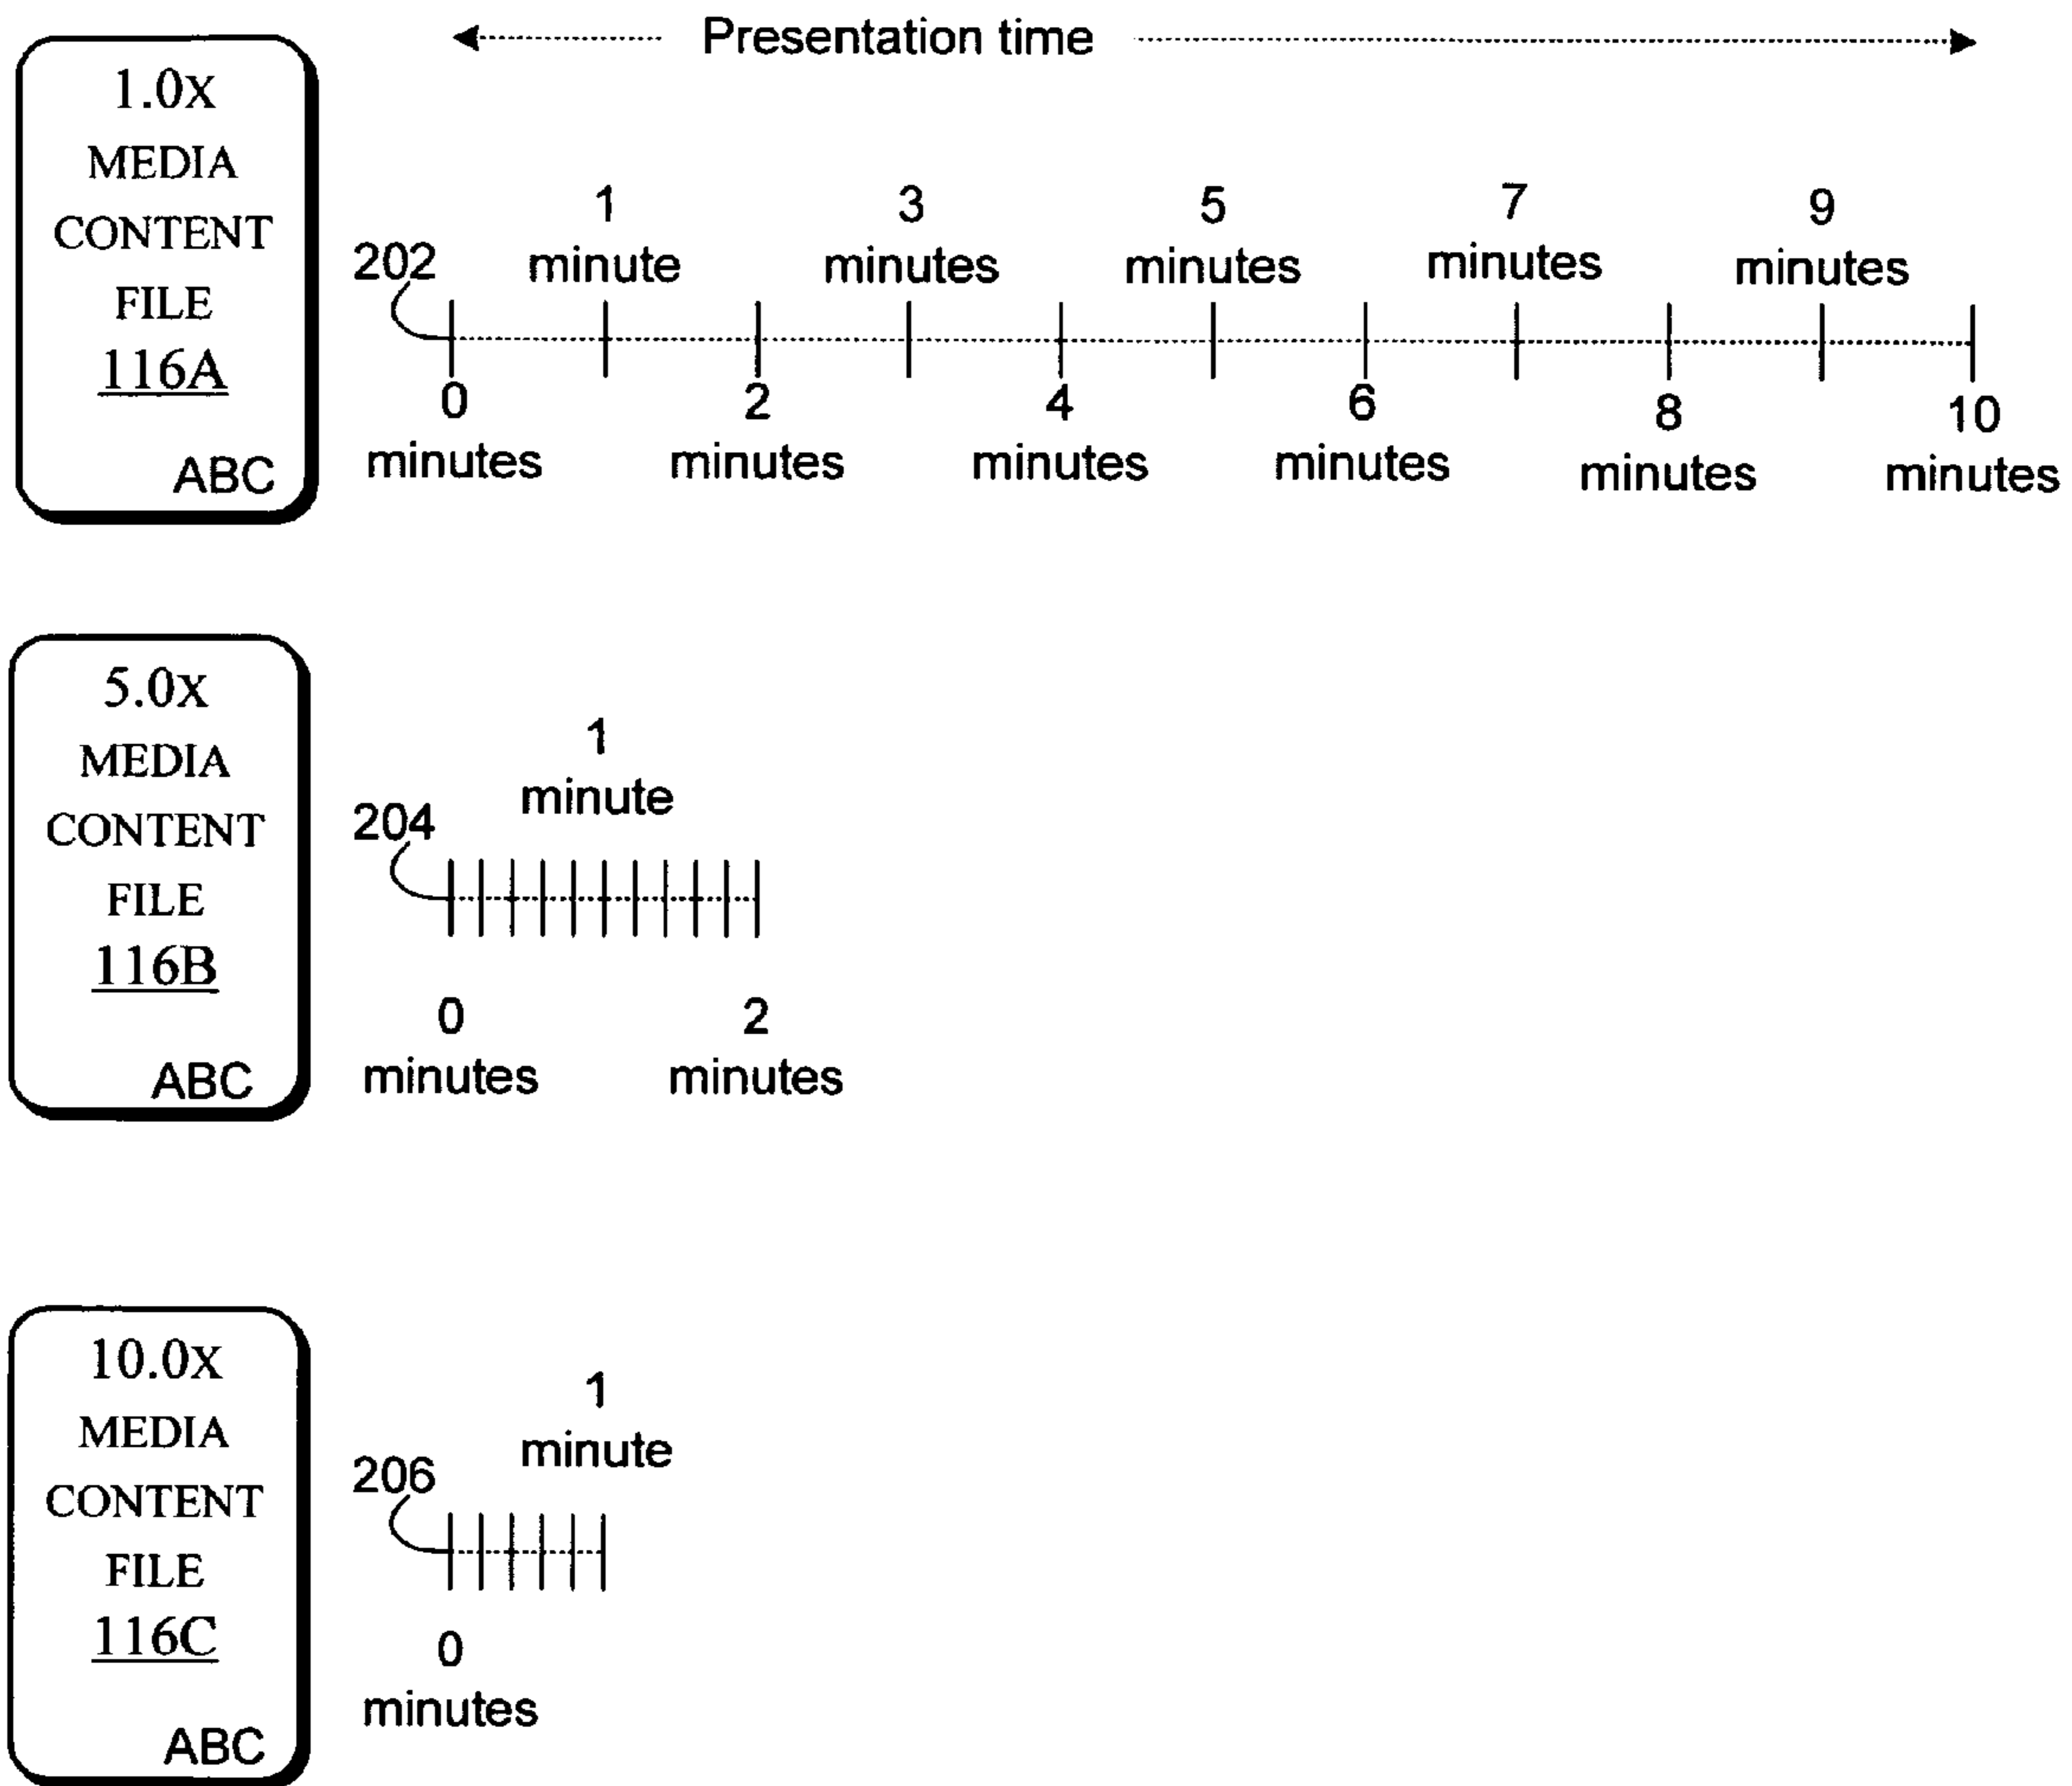 Presentation time
1.0x
MEDIA
CONTENT
FILE
116A
ABC
202
1
minute
3
minutes
5
minutes
7
minutes
9
minutes
0
minutes
2
minutes
4
minutes
6
minutes
8
minutes
10
minutes
5.0x
MEDIA
CONTENT
FILE
116B
ABC
204
1
minute
0
minutes
2
minutes
10.0x
MEDIA
CONTENT
FILE
116C
ABC
206
1
minute
0
minutes